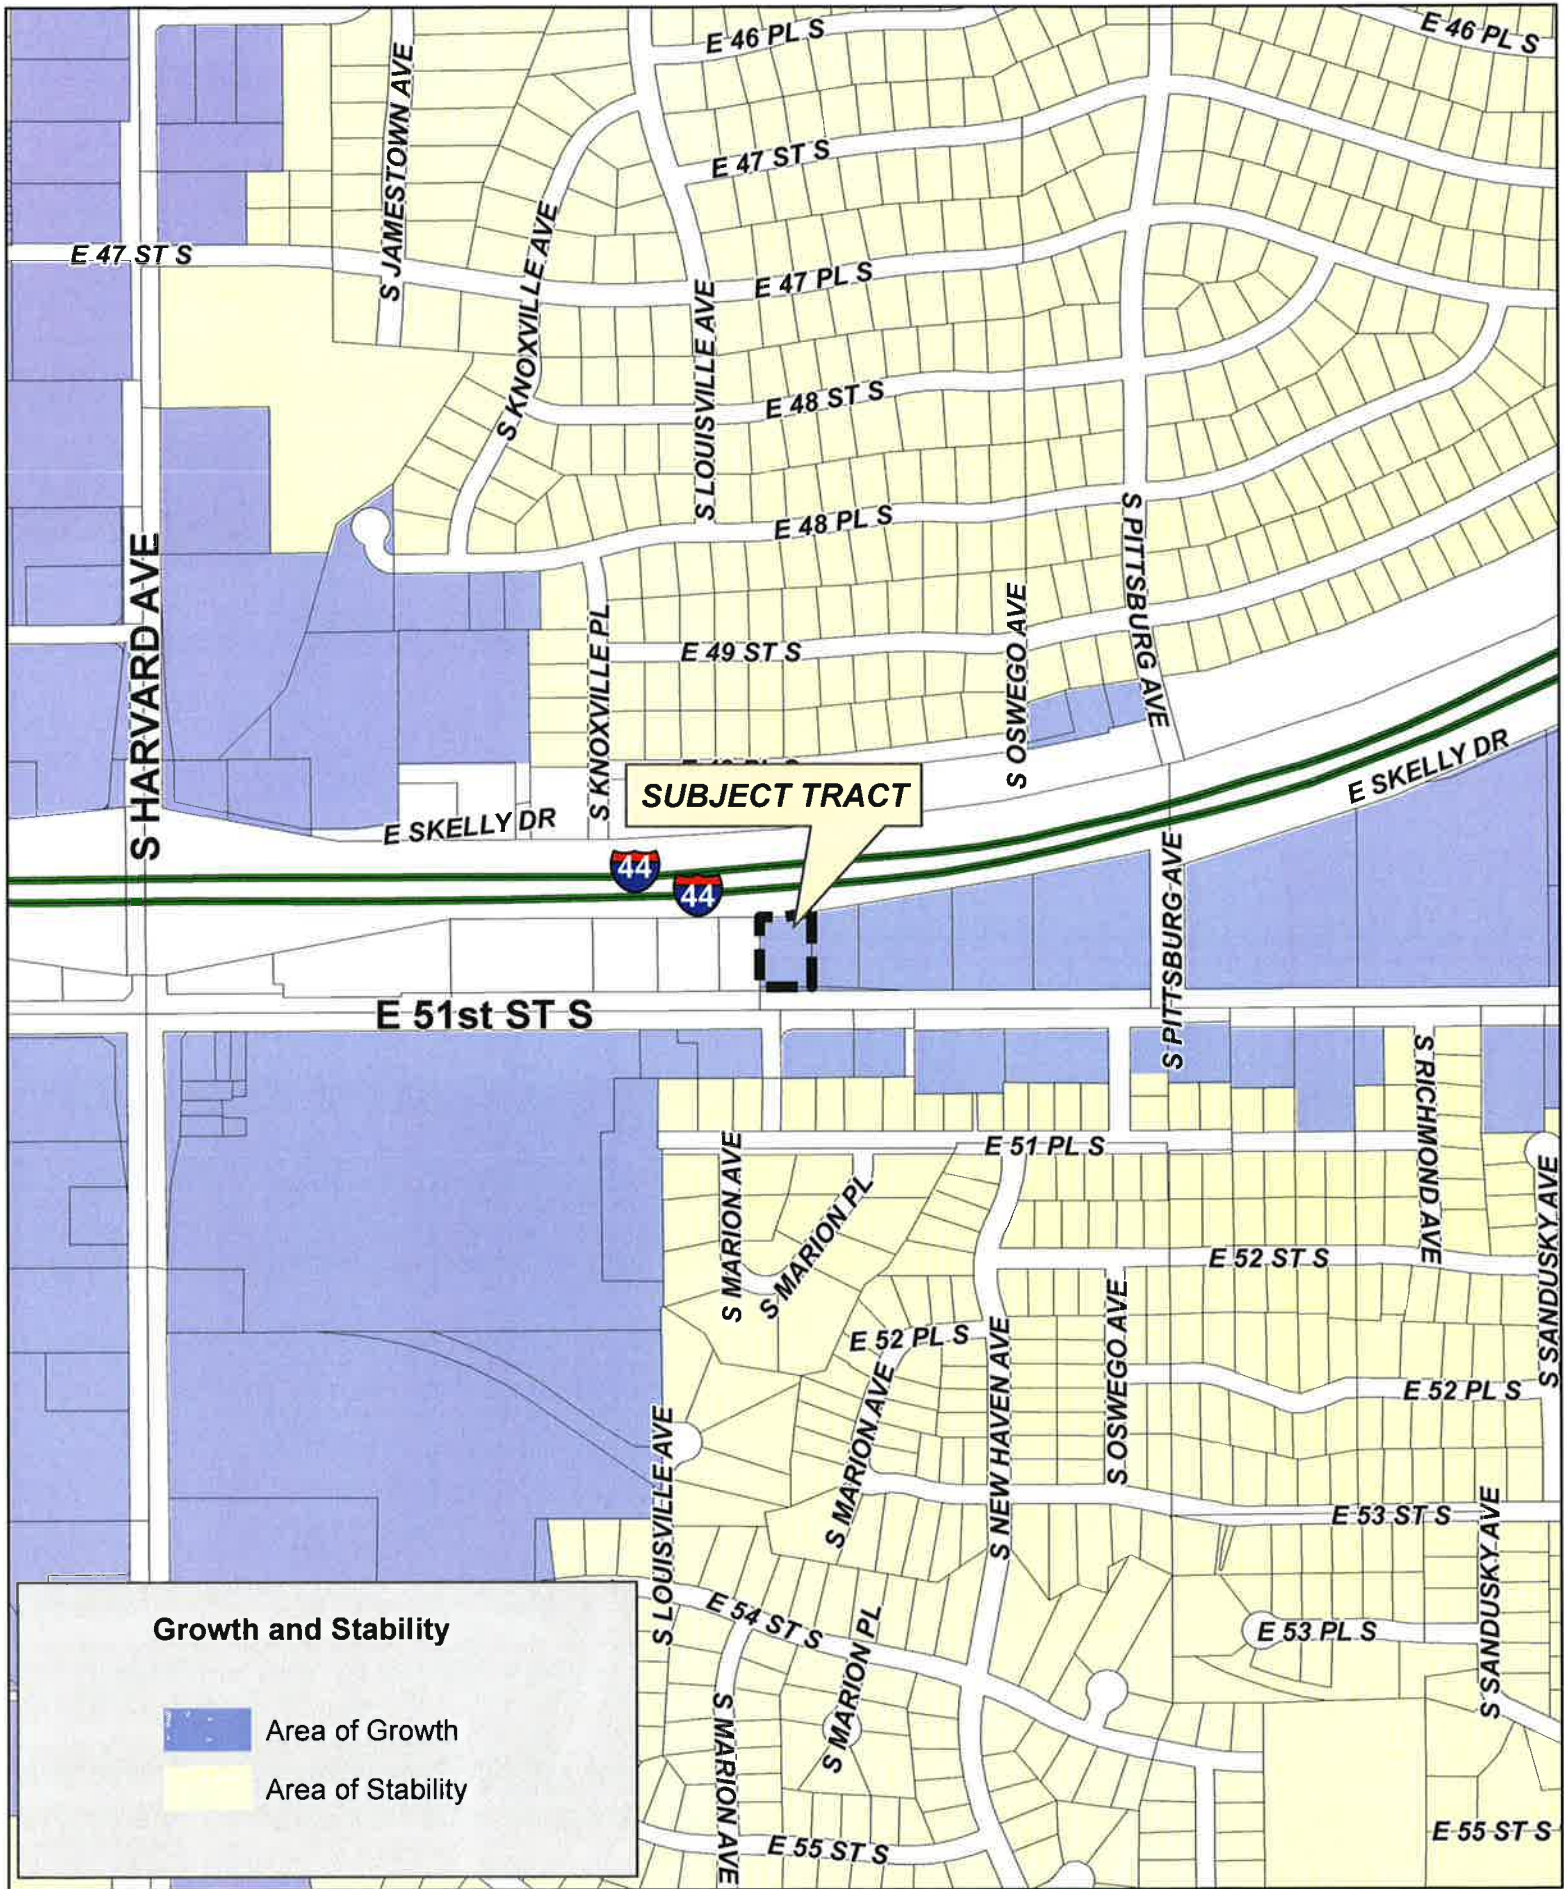 E 46 PL S
E 46 PL S
S JAMESTOWN AVE
E 47 ST S
E 47 ST S
S KNOXVILLE AVE
E 47 PL S
S LOUISVILLE AVE
E 48 ST S
E 48 PL S
S PITTSBURG AVE
S HARVARD AVE
S KNOXVILLE PL
E 49 ST S
S OSWEGO AVE
SUBJECT TRACT
E SKELLY DR
E SKELLY DR
44
44
S PITTSBURG AVE
E 51st ST S
S RICHMOND AVE
E 51 PL S
S MARION AVE
S MARION PL
S SANDUSKY AVE
E 52 ST S
S OSWEGO AVE
E 52 PL S
S NEW HAVEN AVE
S MARION AVE
E 52 PL S
S LOUISVILLE AVE
E 53 ST S
S SANDUSKY AVE
E 54 ST S
S MARION PL
E 53 PL S
S MARION AVE
E 55 ST S
E 55 ST S
Growth and Stability
Area of Growth
Area of Stability